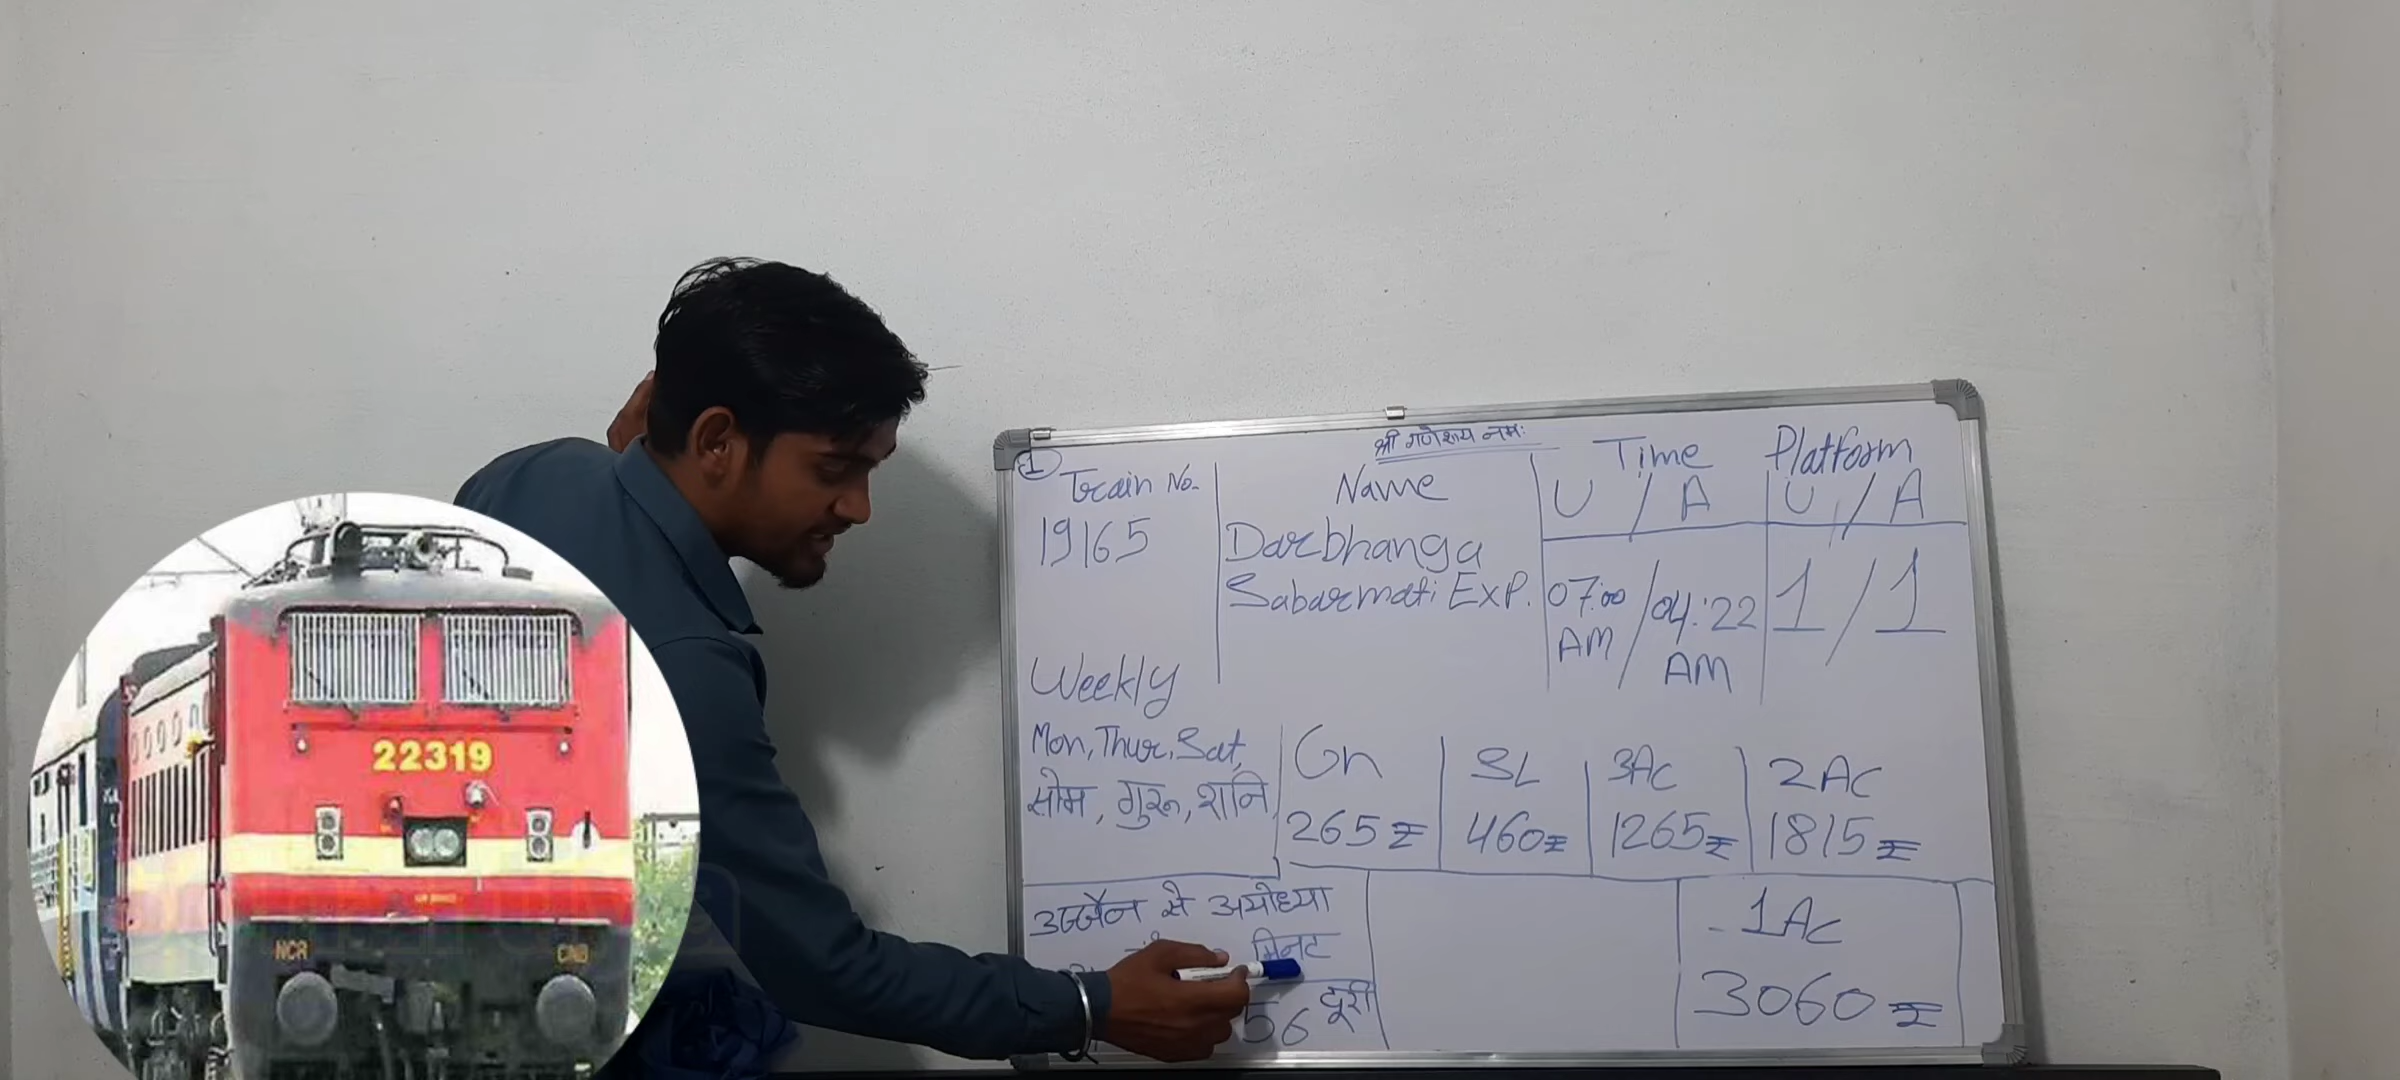 श्री गणेशाय नमः
1
Train No.
Name
Time
Platform
U / A
U / A
19165
Darbhanga
Sabarmati Exp.
07:00 AM / 04:22 AM
1 / 1
Weekly
Mon, Thur, Sat,
सोम, गुरू, शनि,
Gn
SL
3Ac
2Ac
265₹
460₹
1265₹
1815₹
उज्जैन से अयोध्या
मिनट
दूरी
56
1Ac
3060₹
22319
NCR
CNB